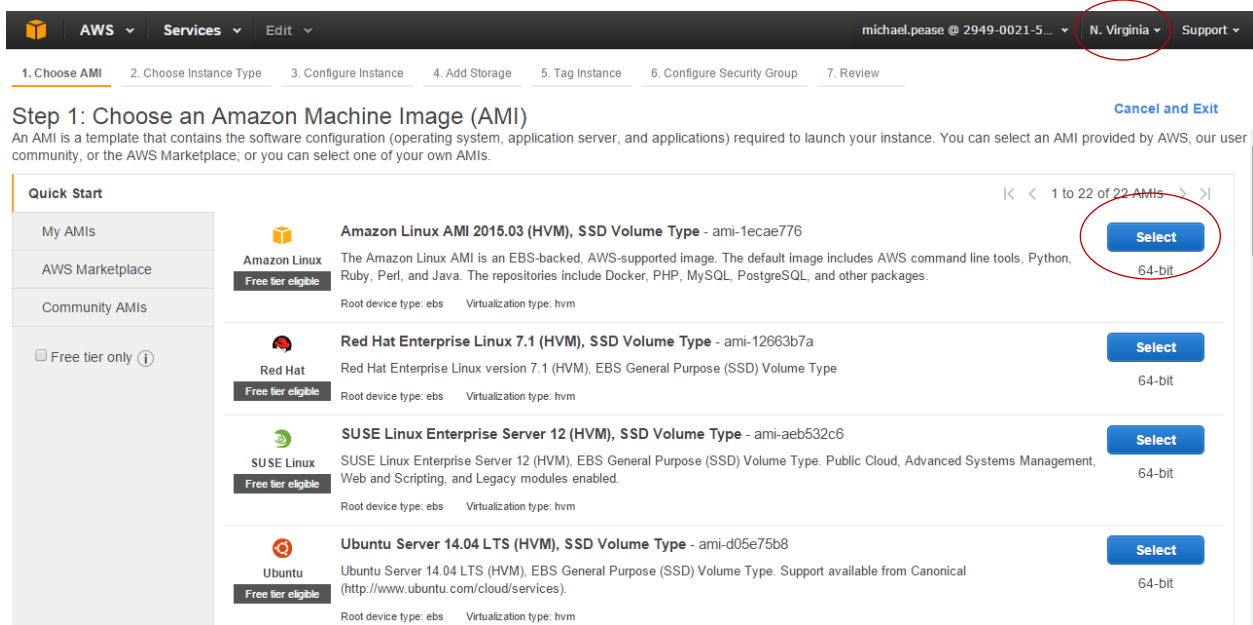 AWS Services Edit michael.pease @ 2949-0021-5... N. Virginia Support
1. Choose AMI 2. Choose Instance Type 3. Configure Instance 4. Add Storage 5. Tag Instance 6. Configure Security Group 7. Review
Step 1: Choose an Amazon Machine Image (AMI)
Cancel and Exit
An AMI is a template that contains the software configuration (operating system, application server, and applications) required to launch your instance. You can select an AMI provided by AWS, our user
community, or the AWS Marketplace; or you can select one of your own AMIs.
Quick Start
My AMIs
AWS Marketplace
Community AMIs
Free tier only
1 to 22 of 22 AMIs
Amazon Linux
Free tier eligible
Amazon Linux AMI 2015.03 (HVM), SSD Volume Type - ami-1ecae776
The Amazon Linux AMI is an EBS-backed, AWS-supported image. The default image includes AWS command line tools, Python,
Ruby, Perl, and Java. The repositories include Docker, PHP, MySQL, PostgreSQL, and other packages.
Root device type: ebs Virtualization type: hvm
Select
64-bit
Red Hat
Free tier eligible
Red Hat Enterprise Linux 7.1 (HVM), SSD Volume Type - ami-12663b7a
Red Hat Enterprise Linux version 7.1 (HVM), EBS General Purpose (SSD) Volume Type
Root device type: ebs Virtualization type: hvm
Select
64-bit
SUSE Linux
Free tier eligible
SUSE Linux Enterprise Server 12 (HVM), SSD Volume Type - ami-aeb532c6
SUSE Linux Enterprise Server 12 (HVM), EBS General Purpose (SSD) Volume Type. Public Cloud, Advanced Systems Management,
Web and Scripting, and Legacy modules enabled.
Root device type: ebs Virtualization type: hvm
Select
64-bit
Ubuntu
Free tier eligible
Ubuntu Server 14.04 LTS (HVM), SSD Volume Type - ami-d05e75b8
Ubuntu Server 14.04 LTS (HVM), EBS General Purpose (SSD) Volume Type. Support available from Canonical
(http://www.ubuntu.com/cloud/services).
Root device type: ebs Virtualization type: hvm
Select
64-bit